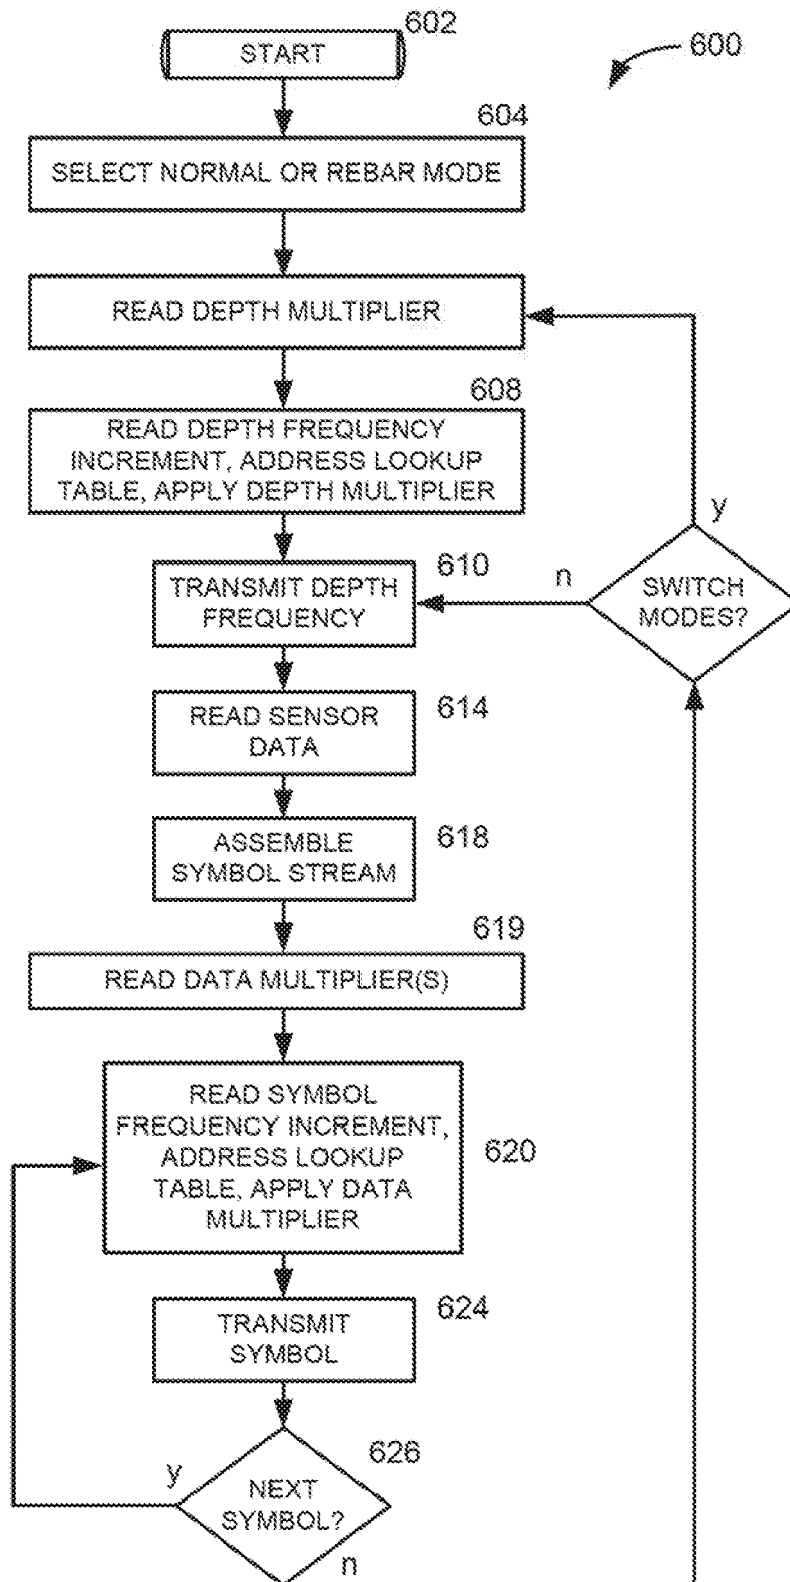 602
START
600
604
SELECT NORMAL OR REBAR MODE
READ DEPTH MULTIPLIER
608
READ DEPTH FREQUENCY
INCREMENT, ADDRESS LOOKUP
TABLE, APPLY DEPTH MULTIPLIER
y
610
n
TRANSMIT DEPTH
FREQUENCY
SWITCH
MODES?
614
READ SENSOR
DATA
618
ASSEMBLE
SYMBOL STREAM
619
READ DATA MULTIPLIER(S)
READ SYMBOL
FREQUENCY INCREMENT,
ADDRESS LOOKUP
TABLE, APPLY DATA
MULTIPLIER
620
624
TRANSMIT
SYMBOL
626
y
NEXT
SYMBOL?
n